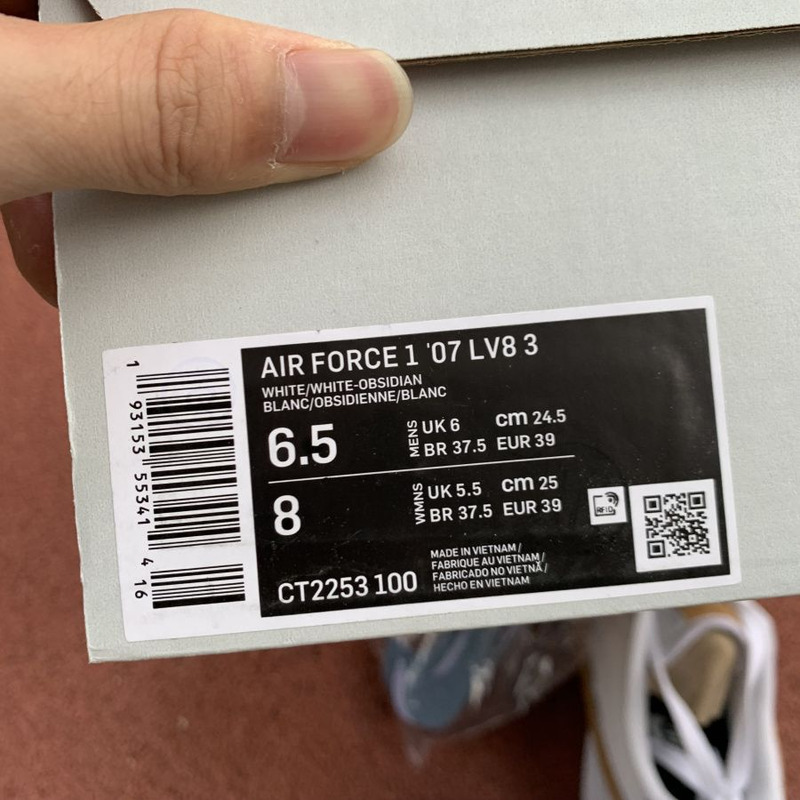 AIR FORCE 1 '07 LV8 3
WHITE/WHITE-OBSIDIAN
BLANC/OBSIDIENNE/BLANC
6.5
MENS
UK 6 cm 24.5
BR 37.5 EUR 39
8
WMNS
UK 5.5 cm 25
BR 37.5 EUR 39
RFID
CT2253 100
MADE IN VIETNAM /
FABRIQUE AU VIETNAM /
FABRICADO NO VIETNÃ /
HECHO EN VIETNAM
1 93153 55341 4 16